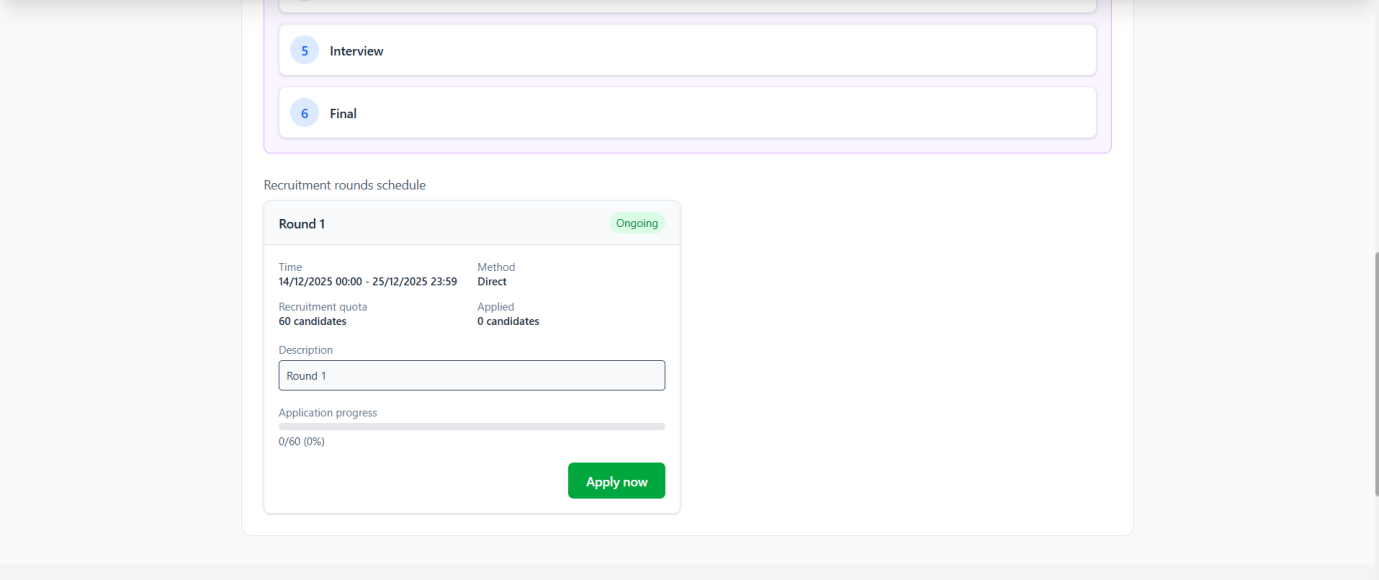 5 Interview
6 Final
Recruitment rounds schedule
Round 1 Ongoing
Time Method
14/12/2025 00:00 - 25/12/2025 23:59 Direct
Recruitment quota Applied
60 candidates 0 candidates
Description
Round 1
Application progress
0/60 (0%)
Apply now